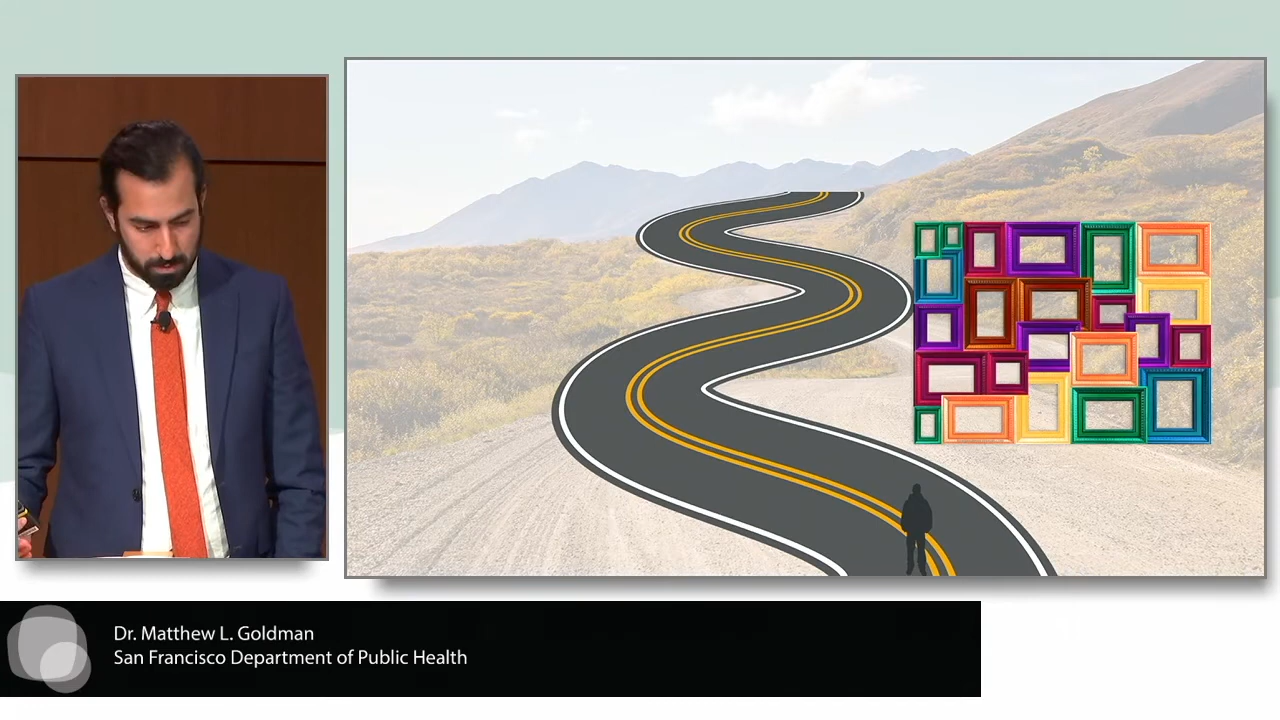 Dr. Matthew L. Goldman
San Francisco Department of Public Health